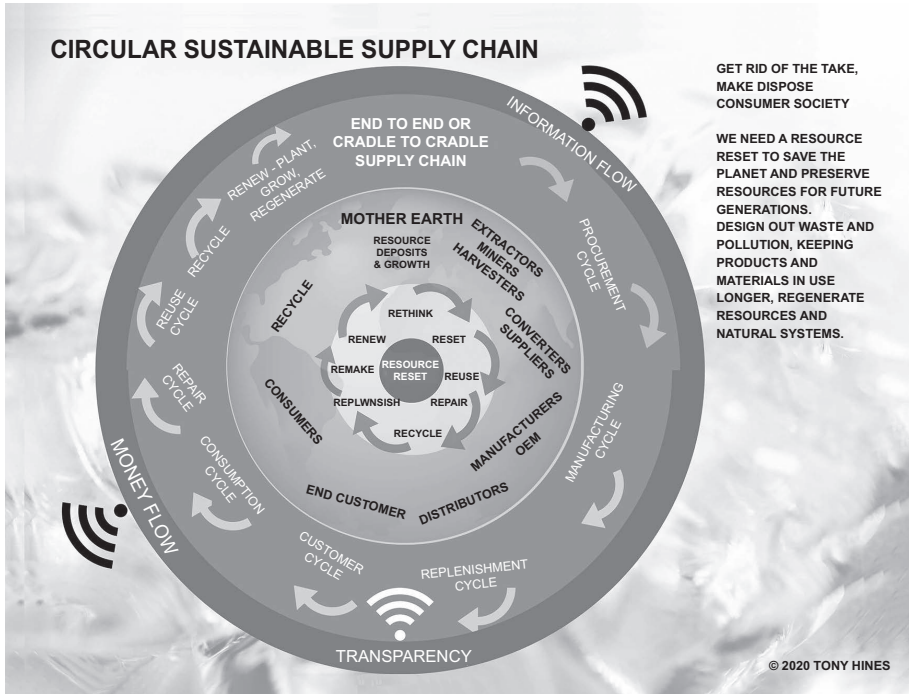 CIRCULAR SUSTAINABLE SUPPLY CHAIN
GET RID OF THE TAKE,
MAKE DISPOSE
CONSUMER SOCIETY
WE NEED A RESOURCE
RESET TO SAVE THE
PLANET AND PRESERVE
RESOURCES FOR FUTURE
GENERATIONS.
DESIGN OUT WASTE AND
POLLUTION, KEEPING
PRODUCTS AND
MATERIALS IN USE
LONGER, REGENERATE
RESOURCES AND
NATURAL SYSTEMS.
INFORMATION FLOW
TRANSPARENCY
MONEY FLOW
END TO END OR
CRADLE TO CRADLE
SUPPLY CHAIN
PROCUREMENT
CYCLE
MANUFACTURING
CYCLE
REPLENISHMENT
CYCLE
CUSTOMER
CYCLE
CONSUMPTION
CYCLE
REPAIR
CYCLE
REUSE
CYCLE
RECYCLE
RENEW - PLANT,
GROW,
REGENERATE
MOTHER EARTH
RESOURCE
DEPOSITS
& GROWTH
EXTRACTORS
MINERS
HARVESTERS
CONVERTERS
SUPPLIERS
MANUFACTURERS
OEM
DISTRIBUTORS
END CUSTOMER
CONSUMERS
RECYCLE
RETHINK
RESET
REUSE
REPAIR
RECYCLE
REPLWNSISH
REMAKE
RENEW
RESOURCE
RESET
© 2020 TONY HINES